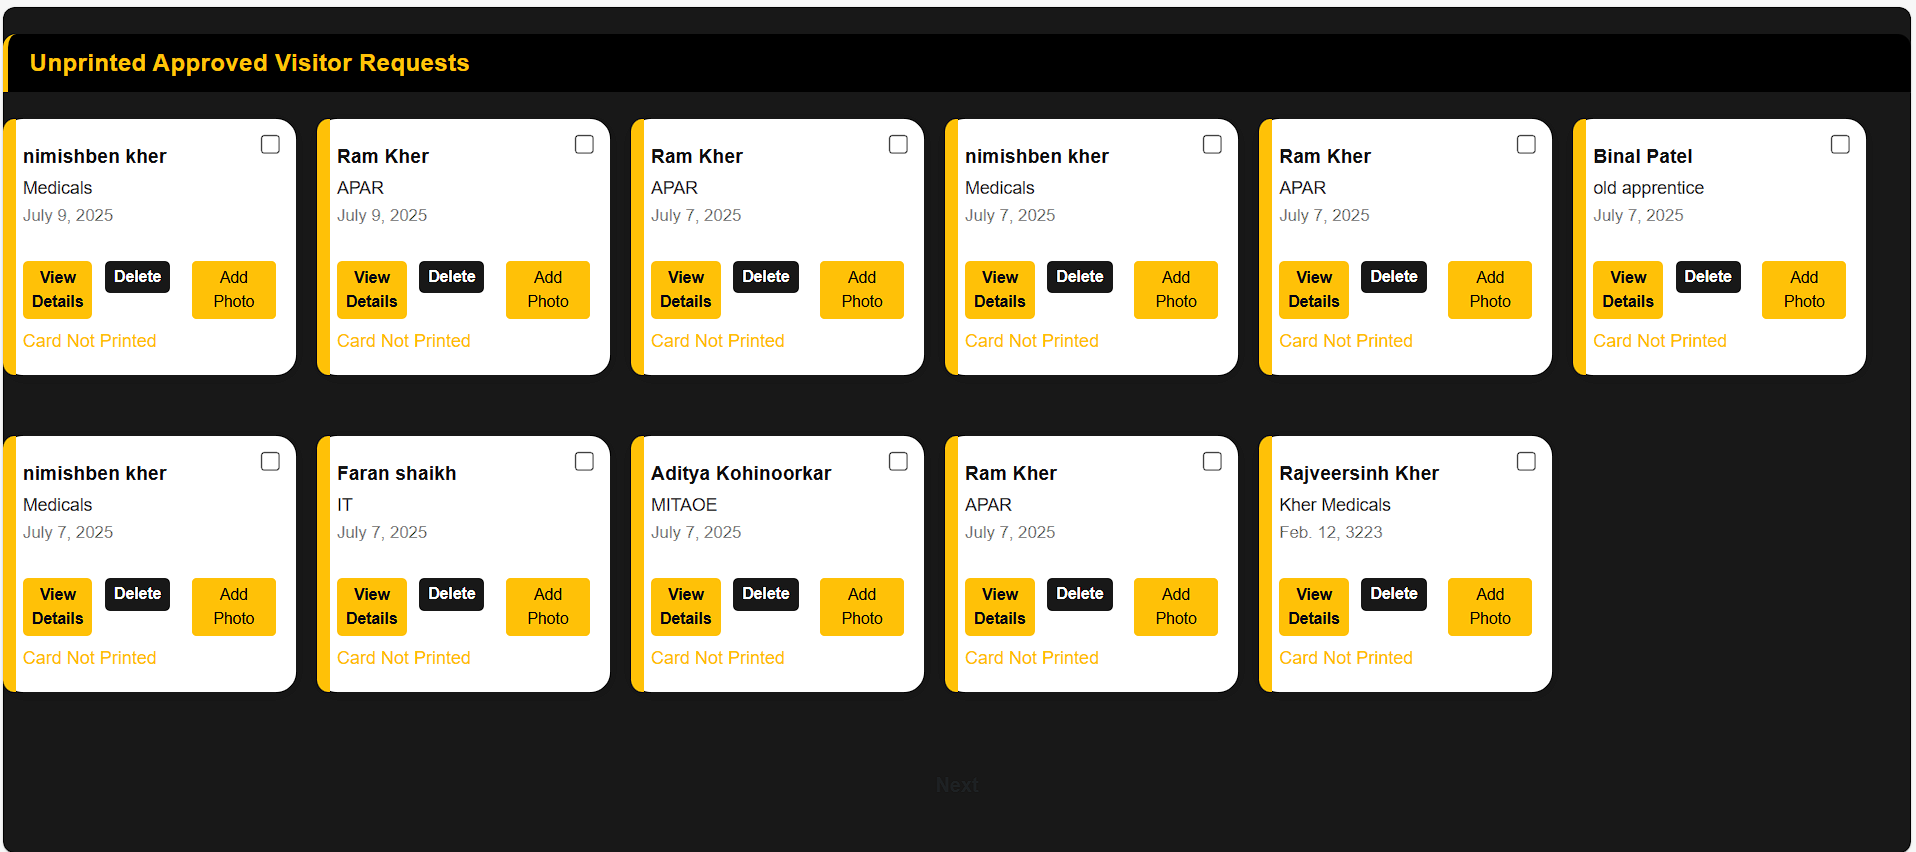 Unprinted Approved Visitor Requests
nimishben kher
Medicals
July 9, 2025
View Details
Delete
Add Photo
Card Not Printed
Ram Kher
APAR
July 9, 2025
View Details
Delete
Add Photo
Card Not Printed
Ram Kher
APAR
July 7, 2025
View Details
Delete
Add Photo
Card Not Printed
nimishben kher
Medicals
July 7, 2025
View Details
Delete
Add Photo
Card Not Printed
Ram Kher
APAR
July 7, 2025
View Details
Delete
Add Photo
Card Not Printed
Binal Patel
old apprentice
July 7, 2025
View Details
Delete
Add Photo
Card Not Printed
nimishben kher
Medicals
July 7, 2025
View Details
Delete
Add Photo
Card Not Printed
Faran shaikh
IT
July 7, 2025
View Details
Delete
Add Photo
Card Not Printed
Aditya Kohinoorkar
MITAOE
July 7, 2025
View Details
Delete
Add Photo
Card Not Printed
Ram Kher
APAR
July 7, 2025
View Details
Delete
Add Photo
Card Not Printed
Rajveersinh Kher
Kher Medicals
Feb. 12, 3223
View Details
Delete
Add Photo
Card Not Printed
Next